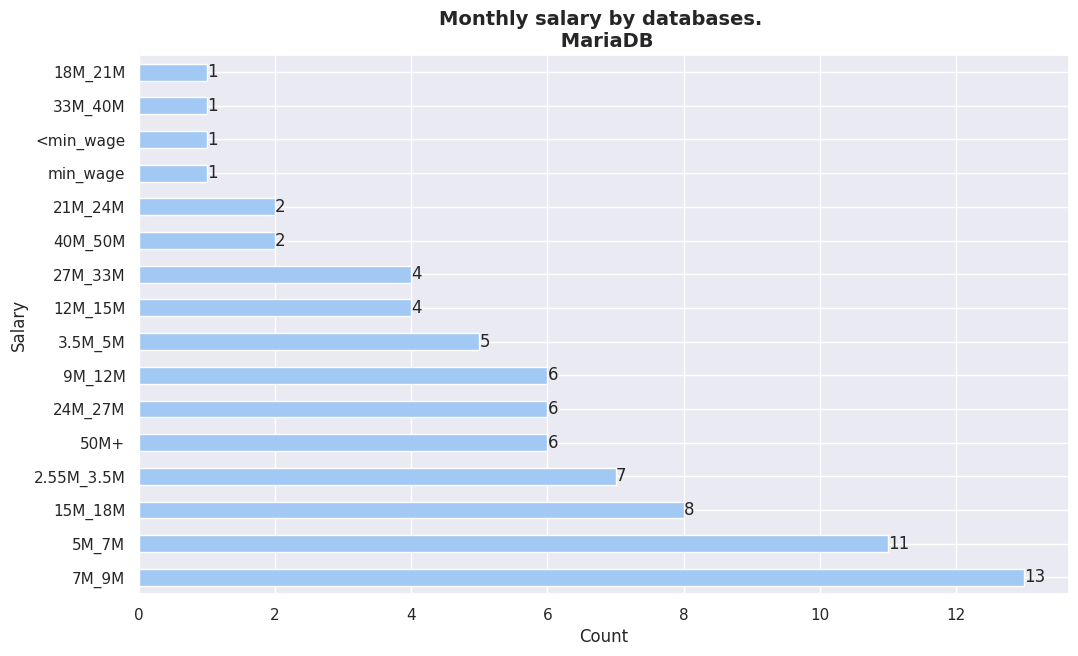 Monthly salary by databases.
MariaDB
18M_21M 1
33M_40M 1
<min_wage 1
min_wage 1
21M_24M 2
40M_50M 2
27M_33M 4
12M_15M 4
3.5M_5M 5
9M_12M 6
24M_27M 6
50M+ 6
2.55M_3.5M 7
15M_18M 8
5M_7M 11
7M_9M 13
Salary
0 2 4 6 8 10 12
Count